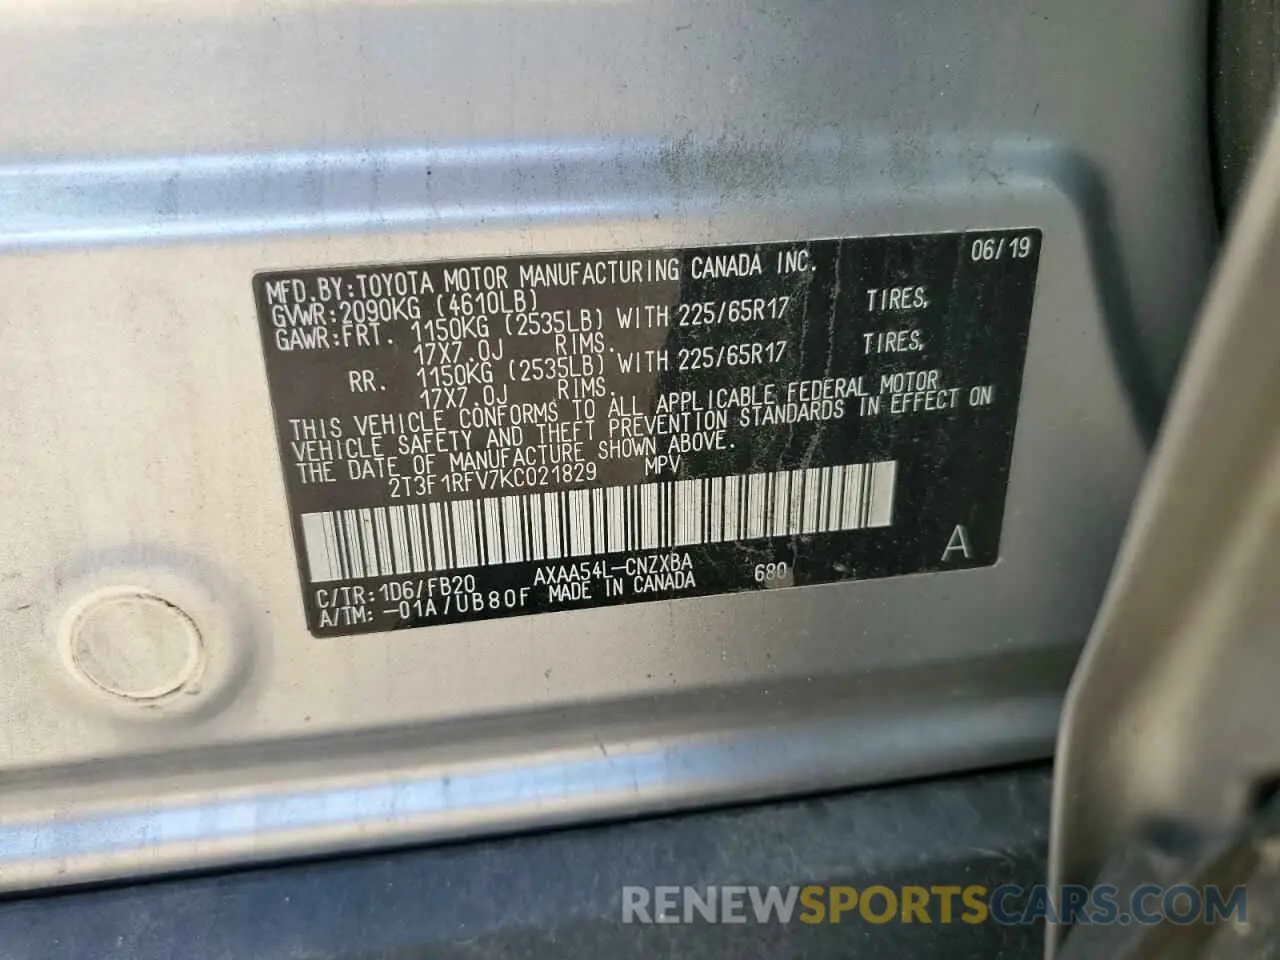 MFD.BY:TOYOTA MOTOR MANUFACTURING CANADA INC. 06/19
GVWR:2090KG (4610LB)
GAWR:FRT. 1150KG (2535LB) WITH 225/65R17 TIRES,
17X7.0J RIMS.
RR. 1150KG (2535LB) WITH 225/65R17 TIRES,
17X7.0J RIMS.
THIS VEHICLE CONFORMS TO ALL APPLICABLE FEDERAL MOTOR
VEHICLE SAFETY AND THEFT PREVENTION STANDARDS IN EFFECT ON
THE DATE OF MANUFACTURE SHOWN ABOVE.
2T3F1RFV7KC021829 MPV
A
C/TR:1D6/FB20 AXAA54L-CNZXBA 680
A/TM:-01A/UB80F MADE IN CANADA
RENEWSPORTSCARS.COM